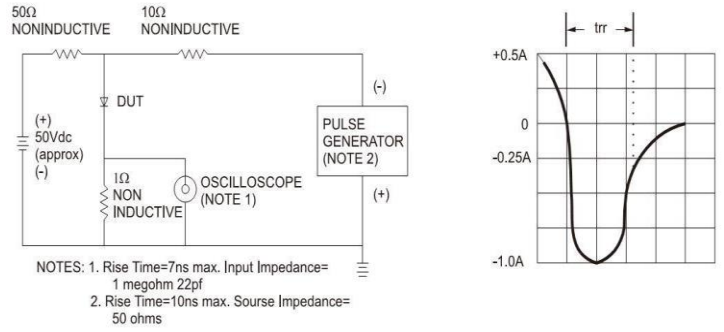 50Ω
NONINDUCTIVE
10Ω
NONINDUCTIVE
DUT
(+)
50Vdc
(approx)
(-)
1Ω
NON
INDUCTIVE
OSCILLOSCOPE
(NOTE 1)
(-)
PULSE
GENERATOR
(NOTE 2)
(+)
NOTES: 1. Rise Time=7ns max. Input Impedance=
1 megohm 22pf
2. Rise Time=10ns max. Sourse Impedance=
50 ohms
trr
+0.5A
0
-0.25A
-1.0A